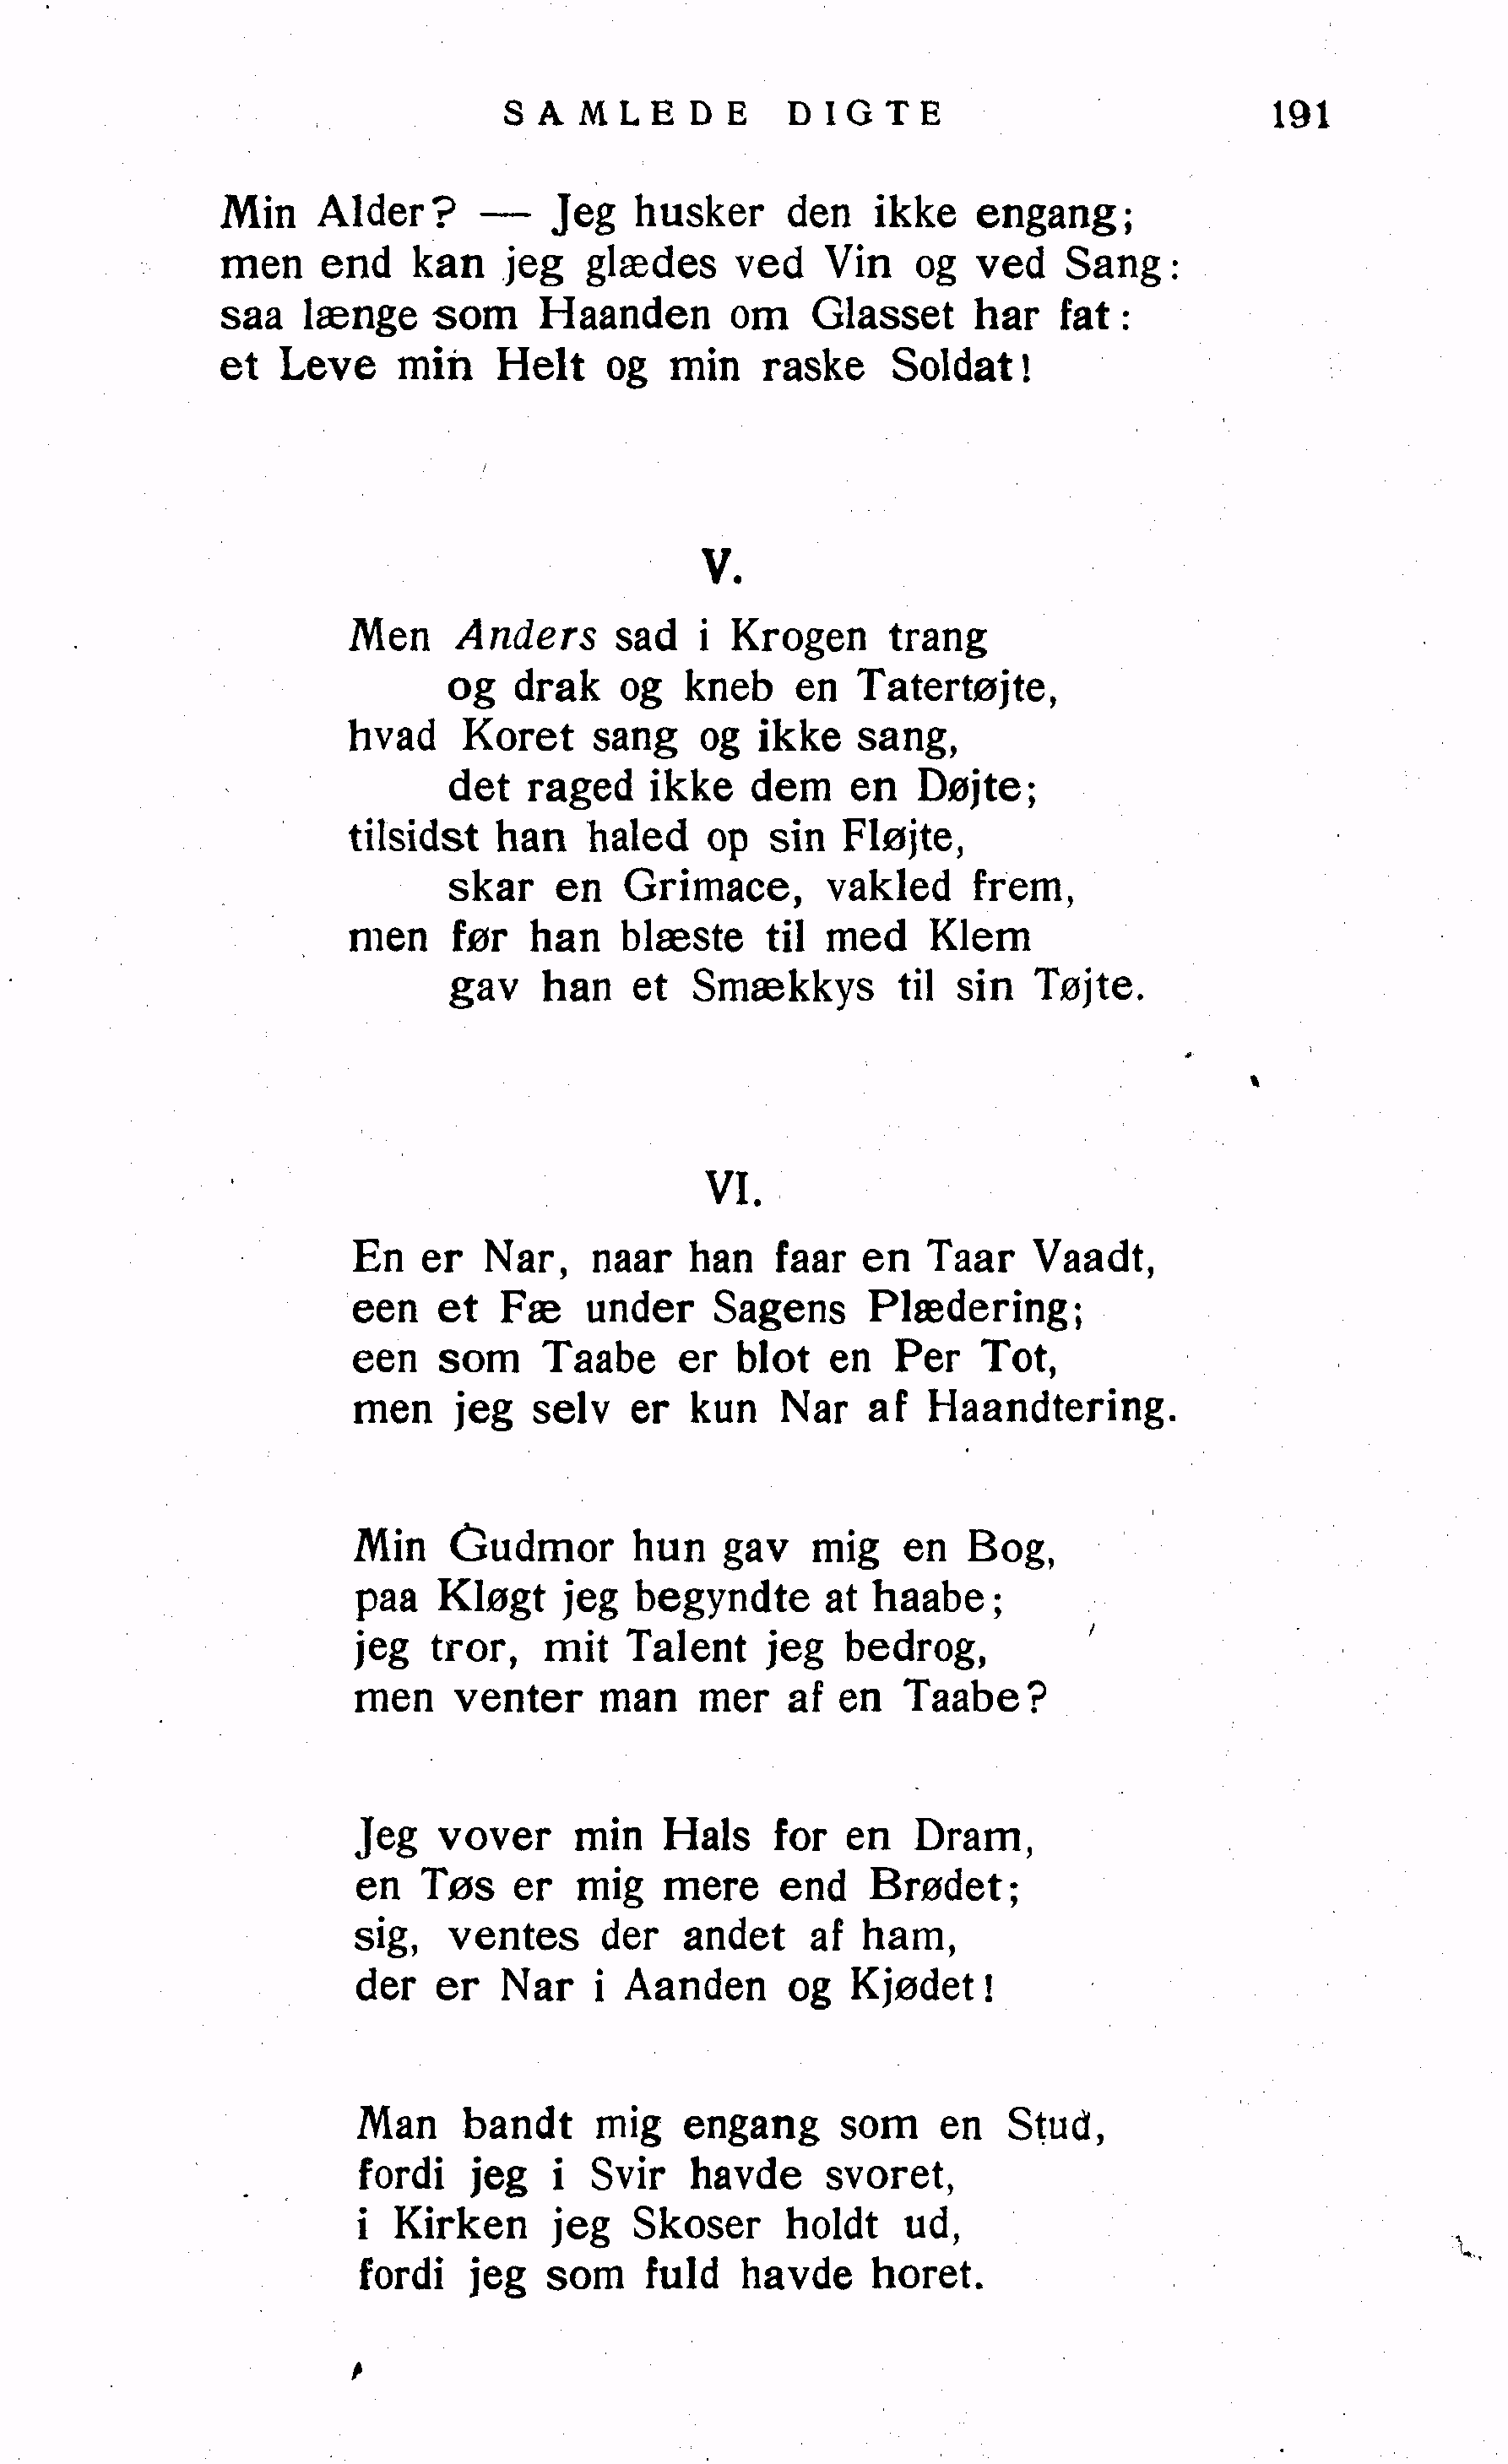 SAMLEDE DIGTE 191
Min Alder? — Jeg husker den ikke engang;
men end kan jeg glædes ved Vin og ved Sang:
saa længe som Haanden om Glasset har fat:
et Leve min Helt og min raske Soldat!
V.
Men Anders sad i Krogen trang
og drak og kneb en Tatertøjte,
hvad Koret sang og ikke sang,
det raged ikke dem en Døjte;
tilsidst han haled op sin Fløjte,
skar en Grimace, vakled frem,
men før han blæste til med Klem
gav han et Smækkys til sin Tøjte.
VI.
En er Nar, naar han faar en Taar Vaadt,
een et Fæ under Sagens Plædering;
een som Taabe er blot en Per Tot,
men jeg selv er kun Nar af Haandtering.
Min Gudmor hun gav mig en Bog,
paa Kløgt jeg begyndte at haabe;
jeg tror, mit Talent jeg bedrog,
men venter man mer af en Taabe?
Jeg vover min Hals for en Dram,
en Tøs er mig mere end Brødet;
sig, ventes der andet af ham,
der er Nar i Aanden og Kjødet!
Man bandt mig engang som en Stud,
fordi jeg i Svir havde svoret,
i Kirken jeg Skoser holdt ud,
fordi jeg som fuld havde horet.